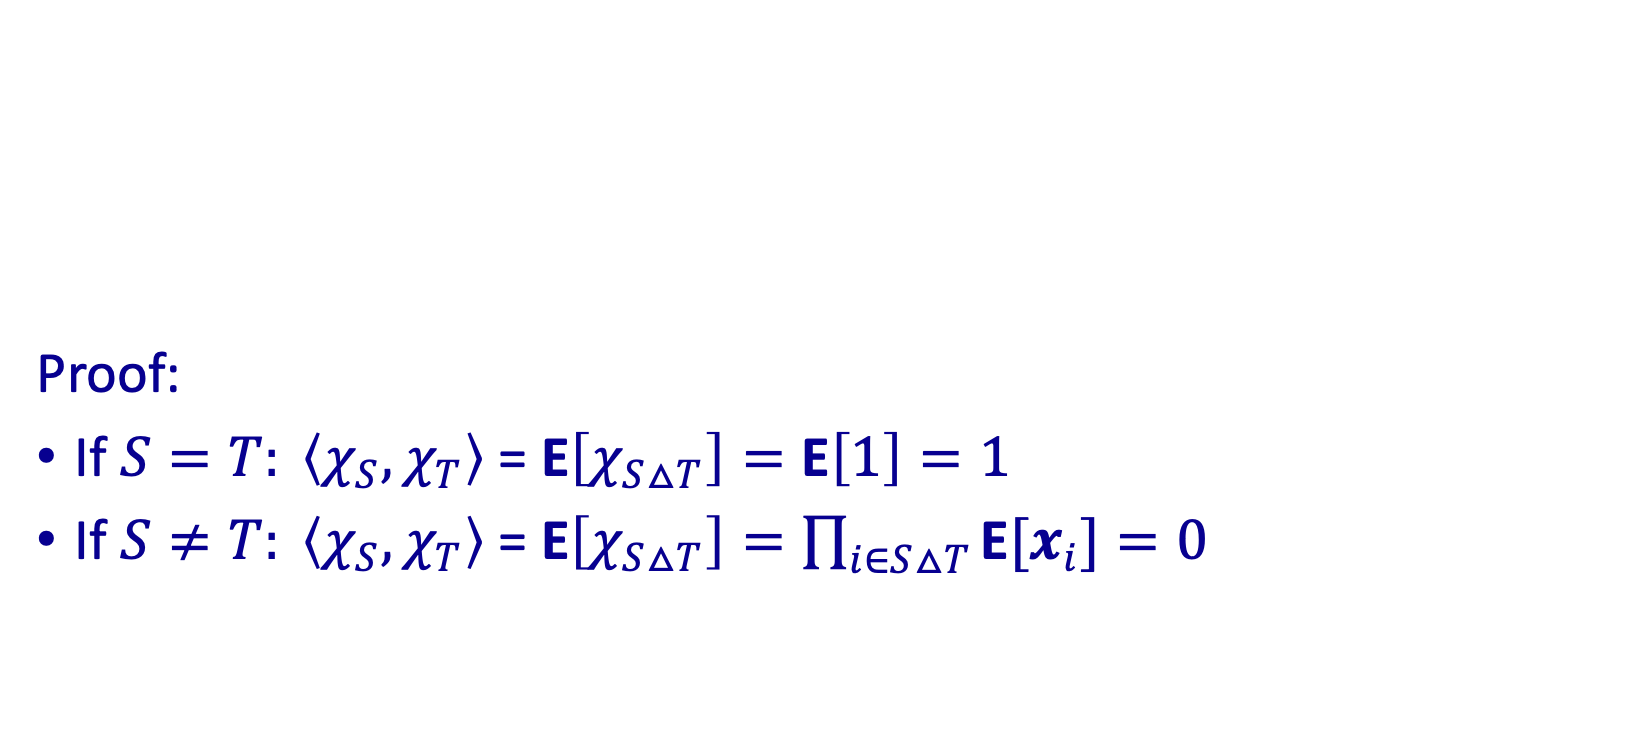 Proof:
• If 𝑆 = 𝑇: ⟨𝜒_𝑆, 𝜒_𝑇⟩ = 𝐄[𝜒_{𝑆△𝑇}] = 𝐄[1] = 1
• If 𝑆 ≠ 𝑇: ⟨𝜒_𝑆, 𝜒_𝑇⟩ = 𝐄[𝜒_{𝑆△𝑇}] = ∏_{𝑖∈𝑆△𝑇} 𝐄[𝒙_𝑖] = 0